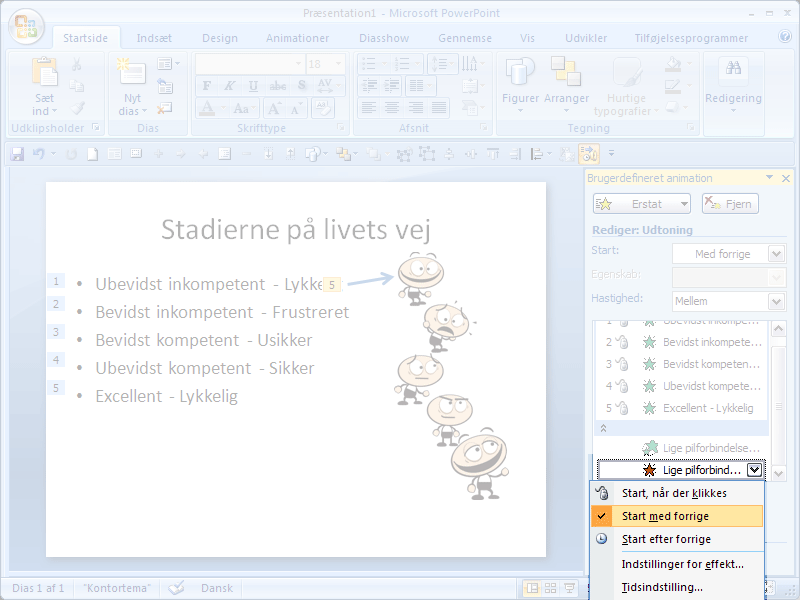 Præsentation1 - Microsoft PowerPoint
Startside Indsæt Design Animationer Diasshow Gennemse Vis Udvikler Tilføjelsesprogrammer
Sæt ind
Udklipsholder
Nyt dias
Dias
18
F K U abc S AV
A Aa A A
Skrifttype
Afsnit
Figurer Arranger Hurtige typografier
Tegning
Redigering
Brugerdefineret animation
Erstat Fjern
Rediger: Udtoning
Start: Med forrige
Egenskab:
Hastighed: Mellem
1 Ubevidst inkompe...
2 Bevidst inkompete...
3 Bevidst kompeten...
4 Ubevidst kompete...
5 Excellent - Lykkelig
Lige pilforbindelse...
Lige pilforbind...
Start, når der klikkes
Start med forrige
Start efter forrige
Indstillinger for effekt...
Tidsindstilling...
Stadierne på livets vej
1 • Ubevidst inkompetent - Lykke 5
2 • Bevidst inkompetent - Frustreret
3 • Bevidst kompetent - Usikker
4 • Ubevidst kompetent - Sikker
5 • Excellent - Lykkelig
Dias 1 af 1 "Kontortema" Dansk